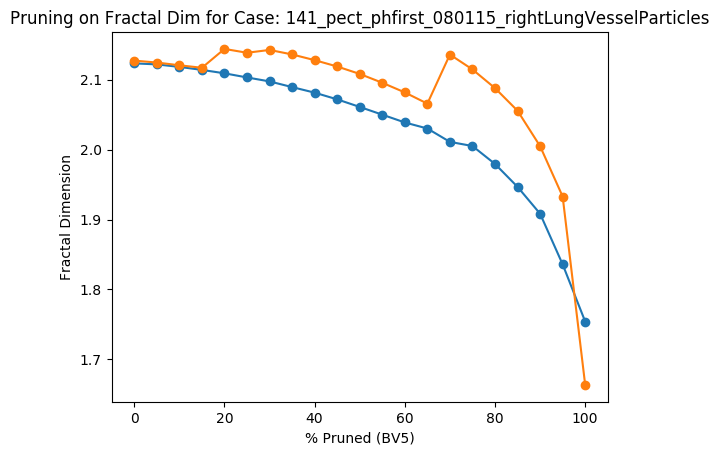 Pruning on Fractal Dim for Case: 141_pect_phfirst_080115_rightLungVesselParticles
Fractal Dimension
2.1
2.0
1.9
1.8
1.7
0 20 40 60 80 100
% Pruned (BV5)